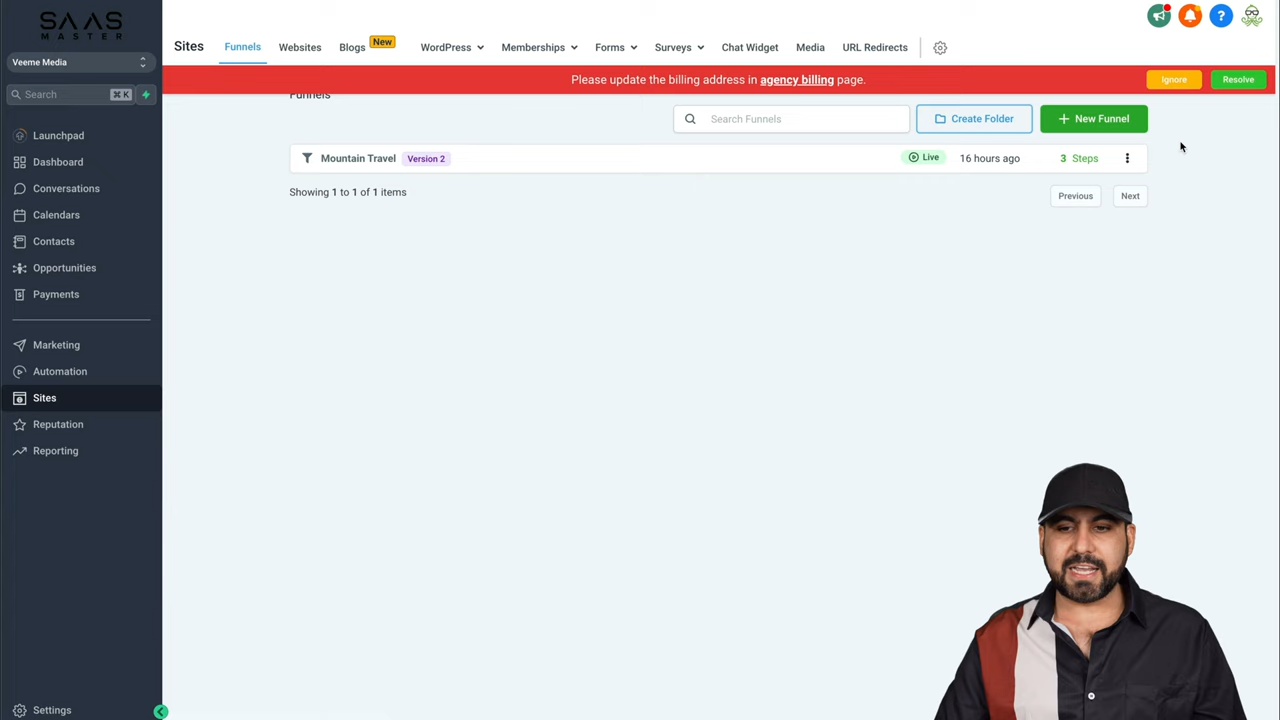 SAAS
MASTER
Veeme Media
Search ⌘ K
Launchpad
Dashboard
Conversations
Calendars
Contacts
Opportunities
Payments
Marketing
Automation
Sites
Reputation
Reporting
Settings
Sites Funnels Websites Blogs New WordPress Memberships Forms Surveys Chat Widget Media URL Redirects
Please update the billing address in agency billing page. Ignore Resolve
Funnels
Search Funnels Create Folder + New Funnel
Mountain Travel Version 2 Live 16 hours ago 3 Steps
Showing 1 to 1 of 1 items Previous Next